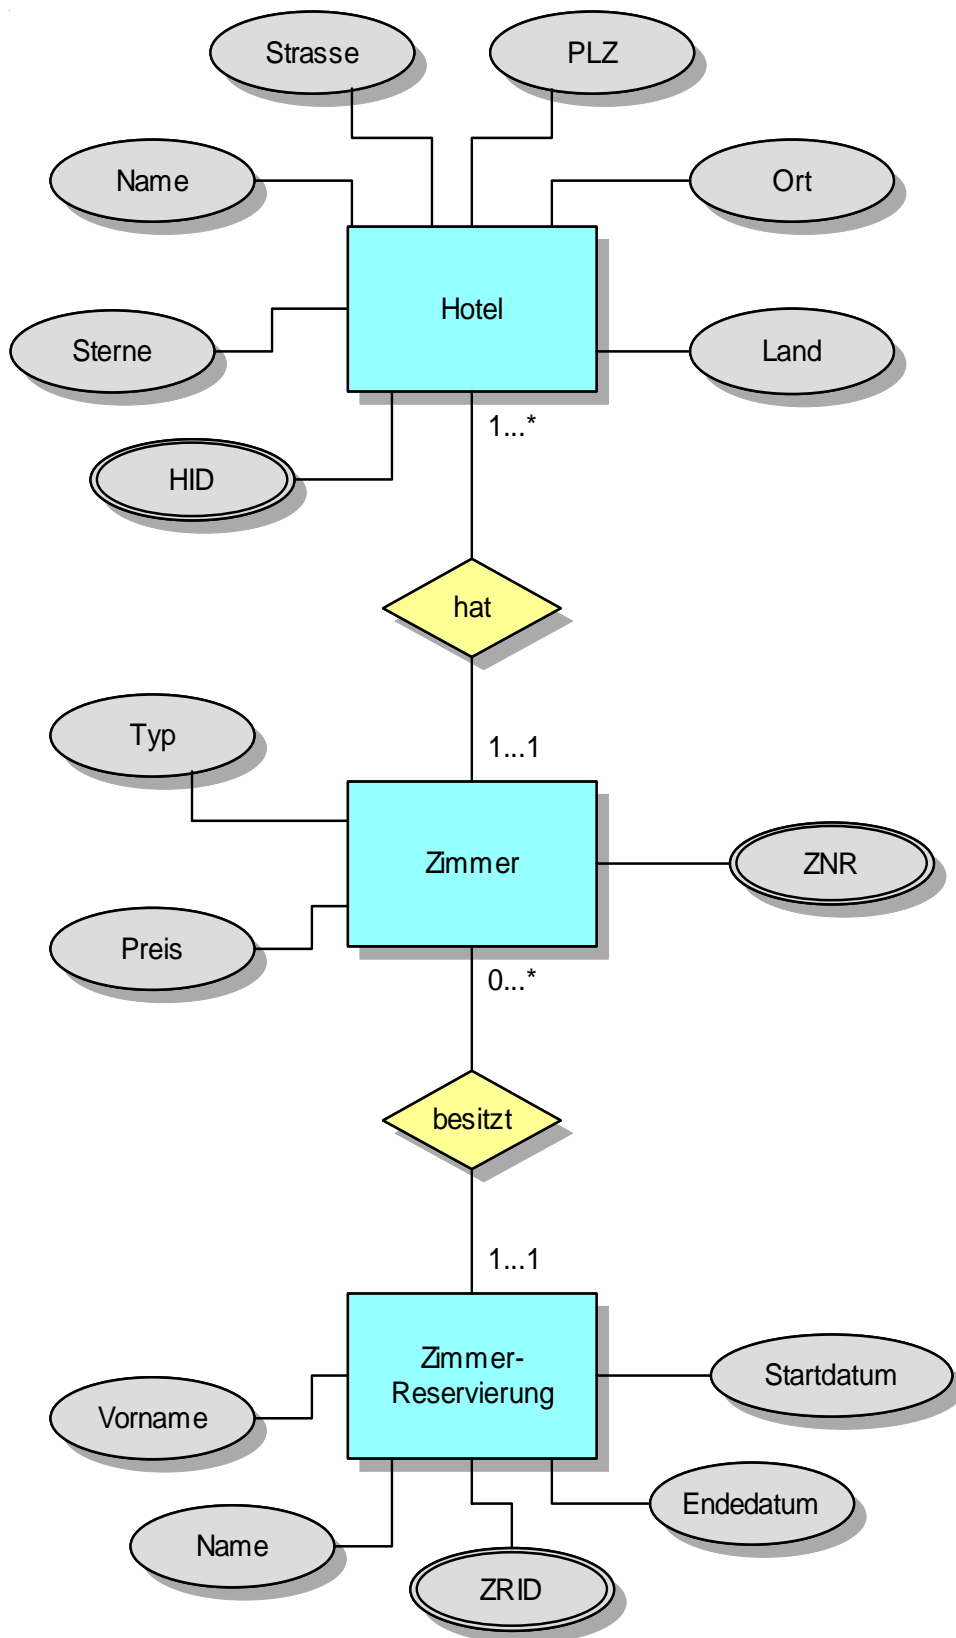 Strasse
PLZ
Name
Ort
Hotel
Sterne
Land
1...*
HID
hat
Typ
1...1
Zimmer
ZNR
Preis
0...*
besitzt
1...1
Zimmer-
Reservierung
Startdatum
Vorname
Endedatum
Name
ZRID